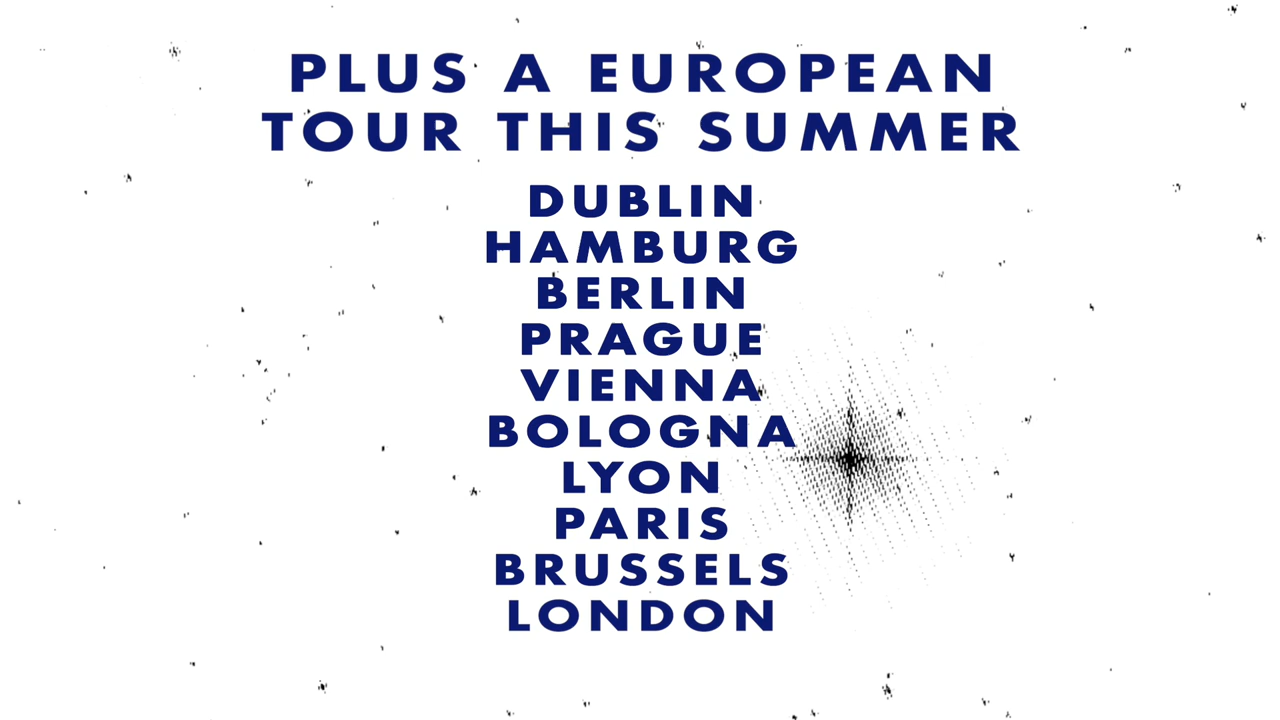 PLUS A EUROPEAN
TOUR THIS SUMMER
DUBLIN
HAMBURG
BERLIN
PRAGUE
VIENNA
BOLOGNA
LYON
PARIS
BRUSSELS
LONDON